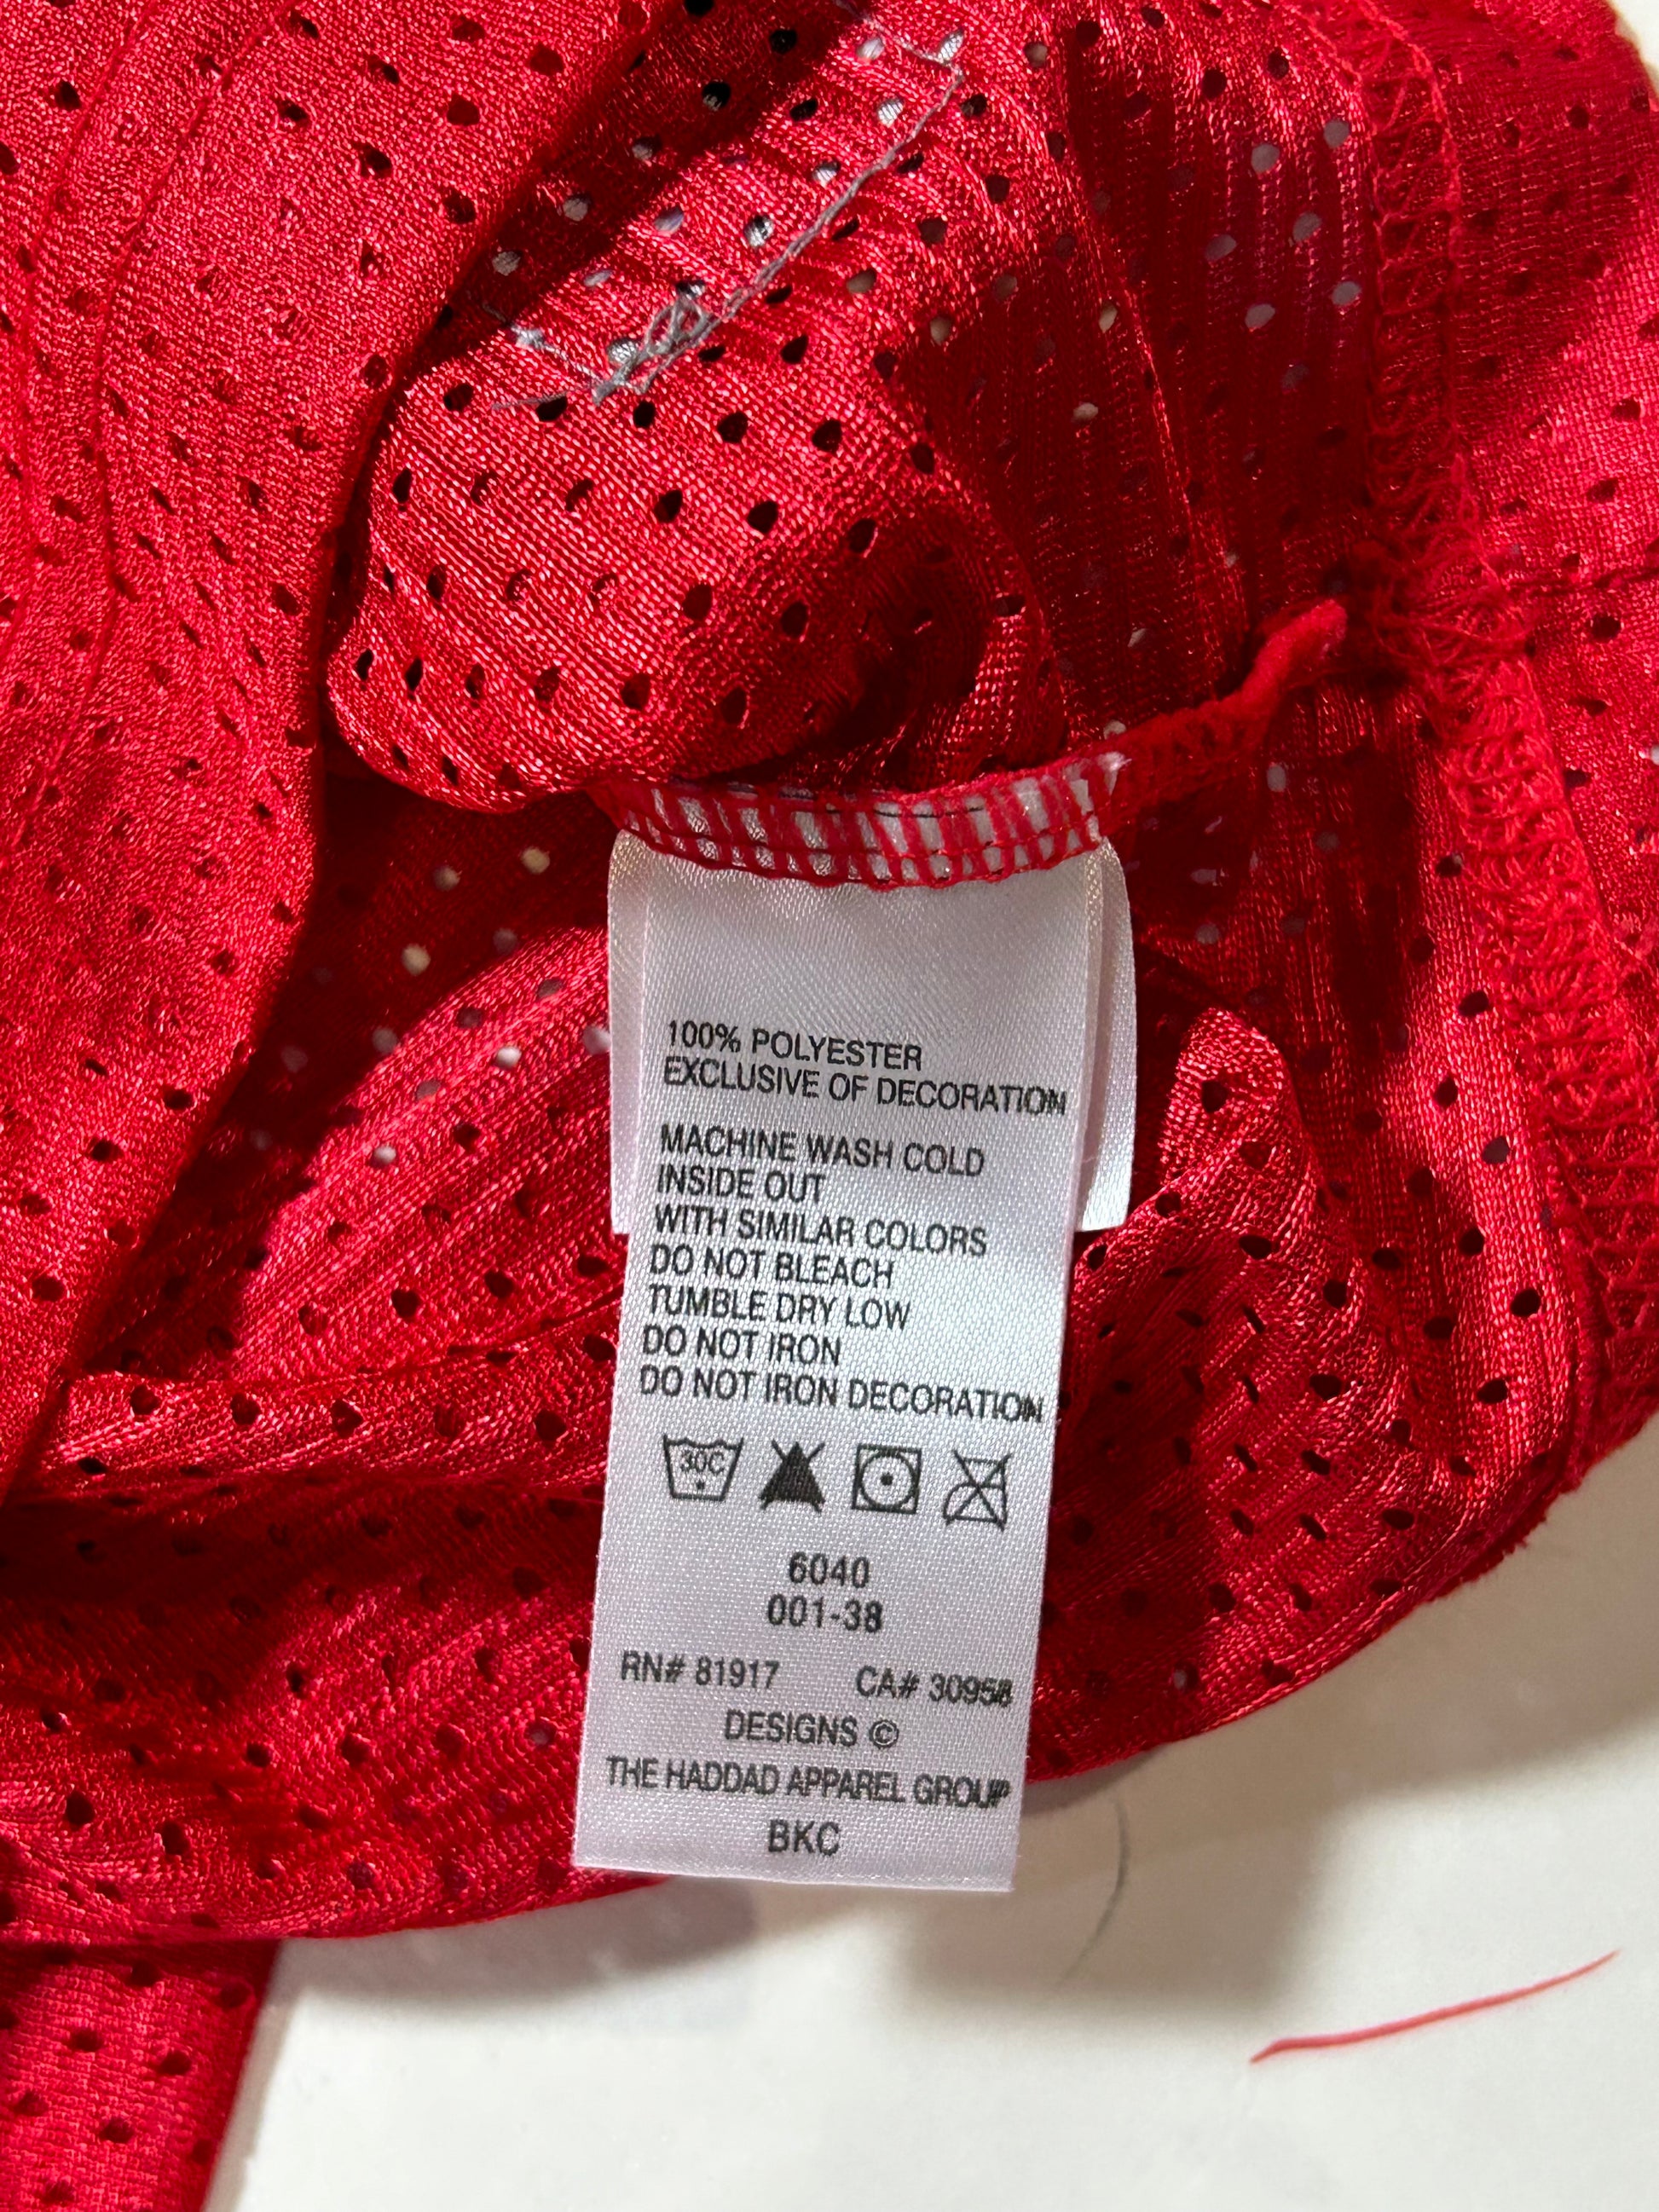 100% POLYESTER
EXCLUSIVE OF DECORATION
MACHINE WASH COLD
INSIDE OUT
WITH SIMILAR COLORS
DO NOT BLEACH
TUMBLE DRY LOW
DO NOT IRON
DO NOT IRON DECORATION
30C
6040
001-38
RN# 81917 CA# 30958
DESIGNS ©
THE HADDAD APPAREL GROUP
BKC